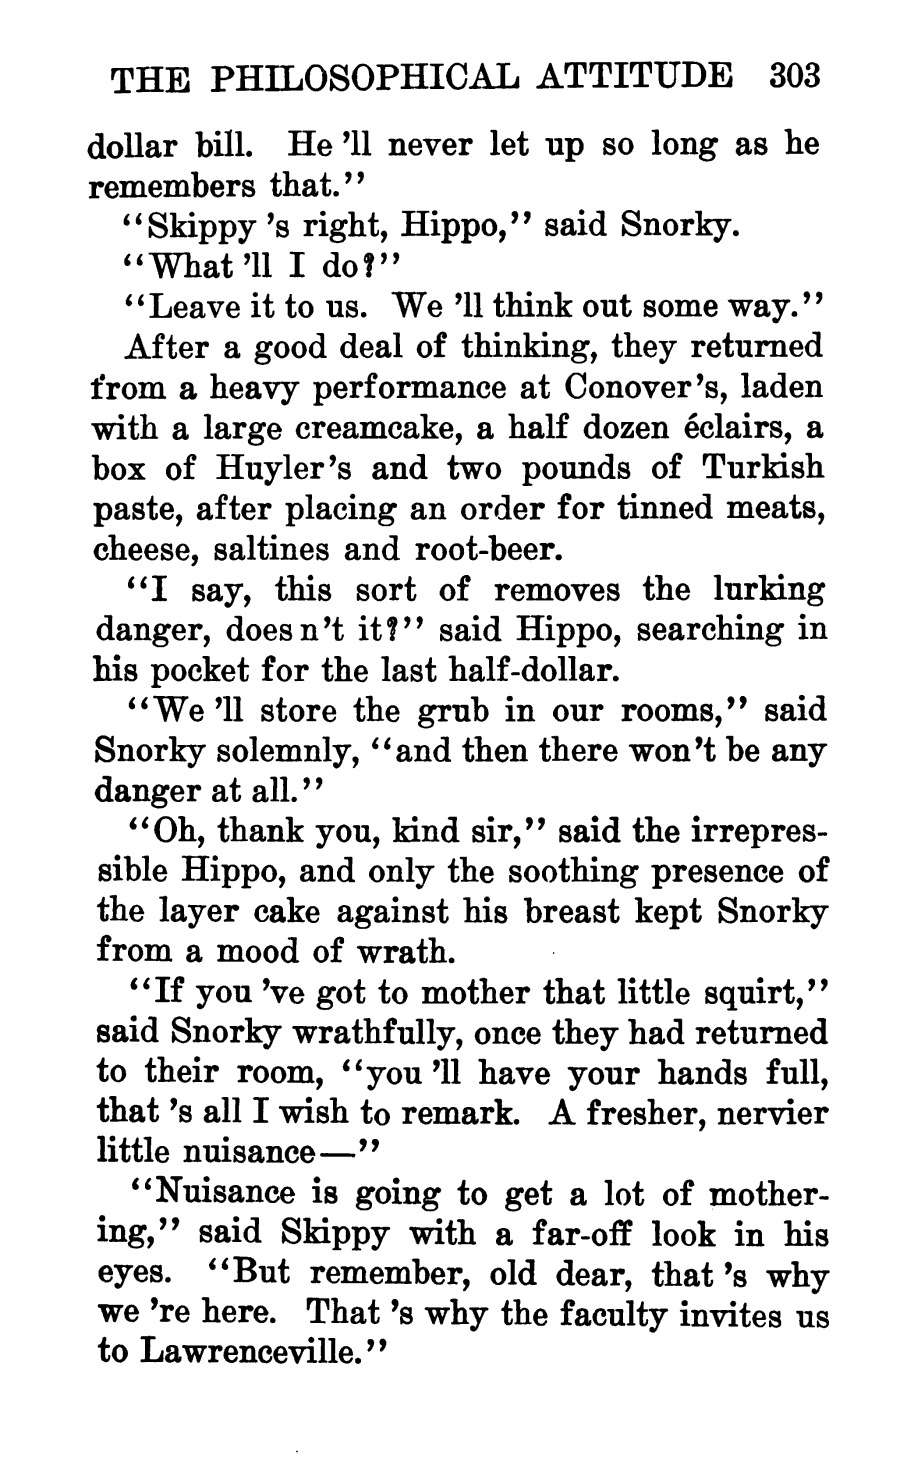 THE PHILOSOPHICAL ATTITUDE 303
dollar bill. He 'll never let up so long as he
remembers that."
"Skippy 's right, Hippo," said Snorky.
"What 'll I do?"
"Leave it to us. We 'll think out some way."
After a good deal of thinking, they returned
from a heavy performance at Conover's, laden
with a large creamcake, a half dozen éclairs, a
box of Huyler's and two pounds of Turkish
paste, after placing an order for tinned meats,
cheese, saltines and root-beer.
"I say, this sort of removes the lurking
danger, does n't it?" said Hippo, searching in
his pocket for the last half-dollar.
"We 'll store the grub in our rooms," said
Snorky solemnly, "and then there won't be any
danger at all."
"Oh, thank you, kind sir," said the irrepres-
sible Hippo, and only the soothing presence of
the layer cake against his breast kept Snorky
from a mood of wrath.
"If you 've got to mother that little squirt,"
said Snorky wrathfully, once they had returned
to their room, "you 'll have your hands full,
that 's all I wish to remark. A fresher, nervier
little nuisance—"
"Nuisance is going to get a lot of mother-
ing," said Skippy with a far-off look in his
eyes. "But remember, old dear, that 's why
we 're here. That 's why the faculty invites us
to Lawrenceville."